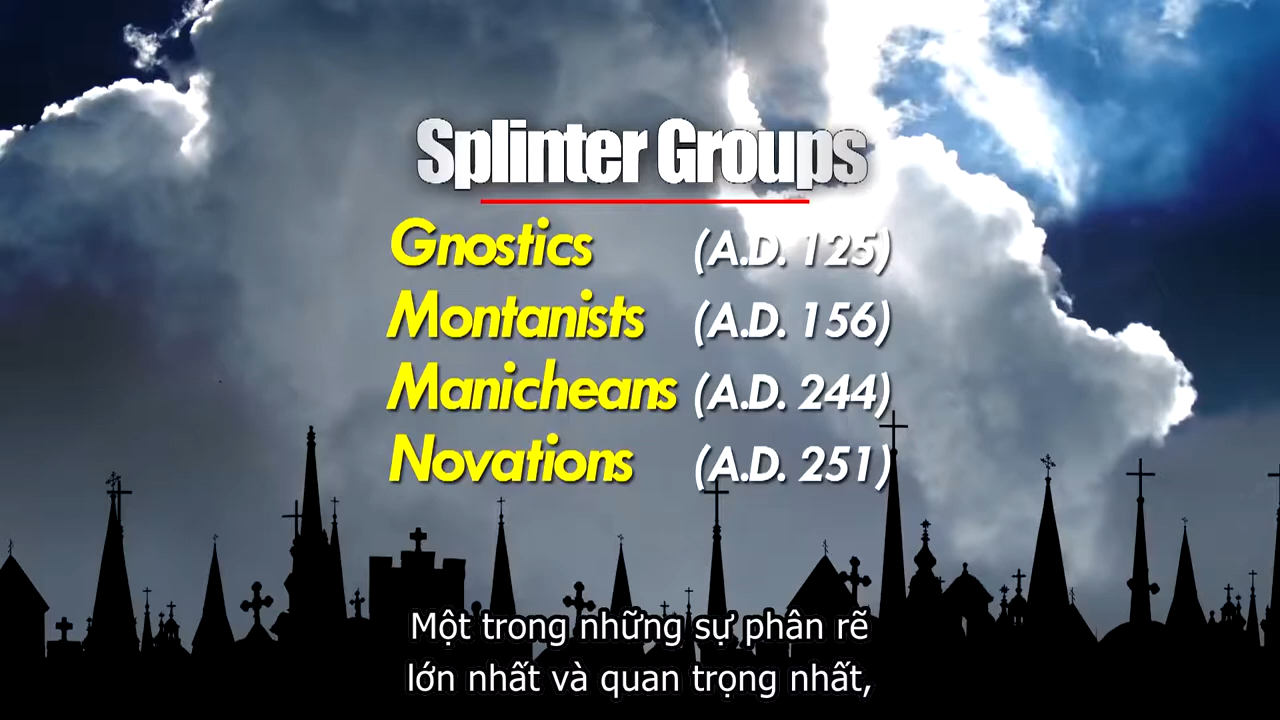 Splinter Groups
Gnostics (A.D. 125)
Montanists (A.D. 156)
Manicheans (A.D. 244)
Novations (A.D. 251)
Một trong những sự phân rẽ
lớn nhất và quan trọng nhất,